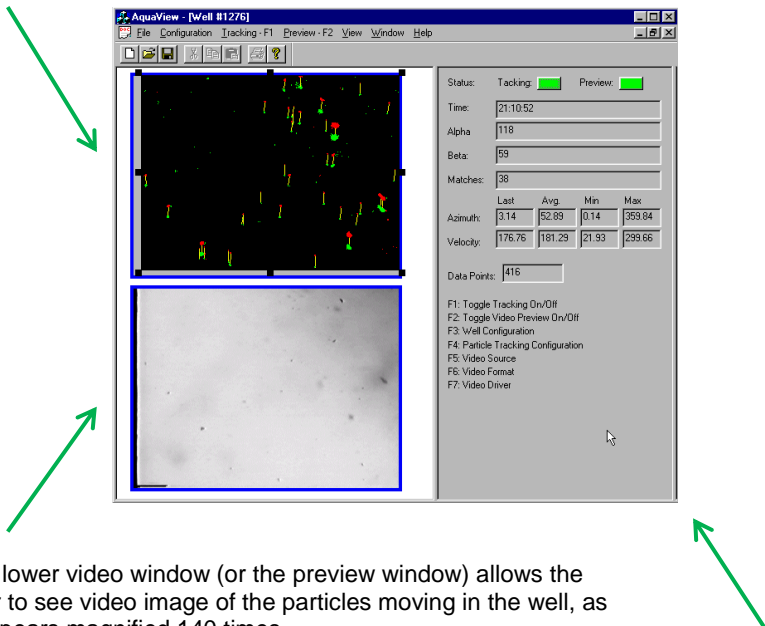 AquaView - [Well #1276]
File Configuration Tracking - F1 Preview - F2 View Window Help
Status: Tacking: Preview:
Time: 21:10:52
Alpha 118
Beta: 59
Matches: 38
Last Avg. Min Max
Azimuth: 3.14 52.89 0.14 359.84
Velocity: 176.76 181.29 21.93 299.66
Data Points: 416
F1: Toggle Tracking On/Off
F2: Toggle Video Preview On/Off
F3: Well Configuration
F4: Particle Tracking Configuration
F5: Video Source
F6: Video Format
F7: Video Driver
lower video window (or the preview window) allows the
to see video image of the particles moving in the well, as
magnified 140 times